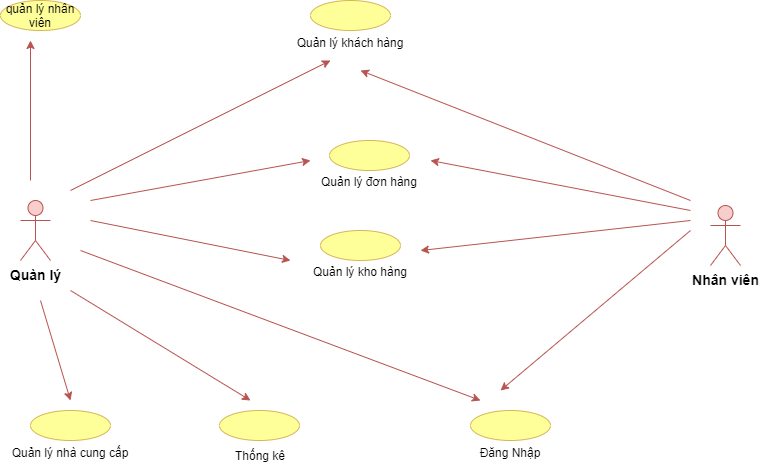 quản lý nhân
viên
Quản lý khách hàng
Quản lý đơn hàng
Quản lý kho hàng
Quản lý
Nhân viên
Quản lý nhà cung cấp
Thống kê
Đăng Nhập